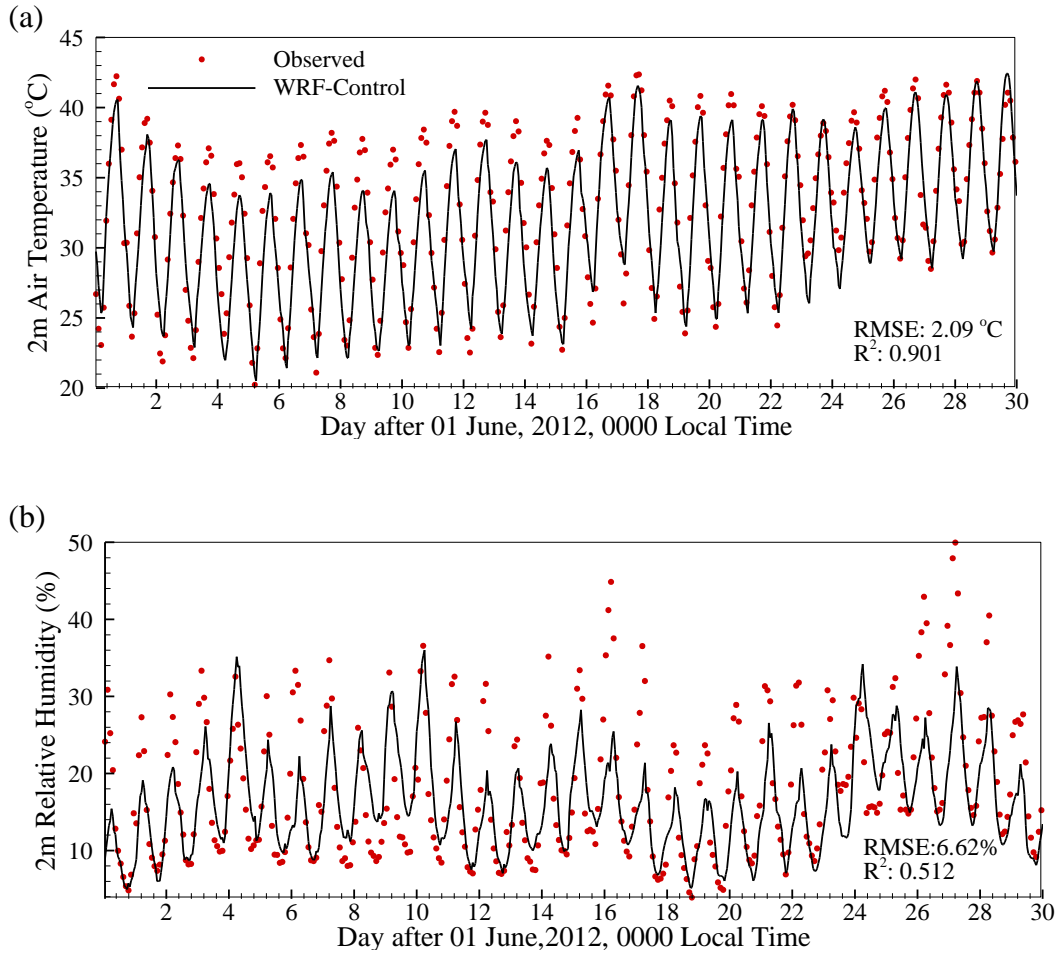 (a)
45
40
35
30
25
20
2m Air Temperature (°C)
Observed
WRF-Control
RMSE: 2.09 °C
R²: 0.901
2 4 6 8 10 12 14 16 18 20 22 24 26 28 30
Day after 01 June, 2012, 0000 Local Time
(b)
50
40
30
20
10
2m Relative Humidity (%)
RMSE:6.62%
R²: 0.512
2 4 6 8 10 12 14 16 18 20 22 24 26 28 30
Day after 01 June,2012, 0000 Local Time